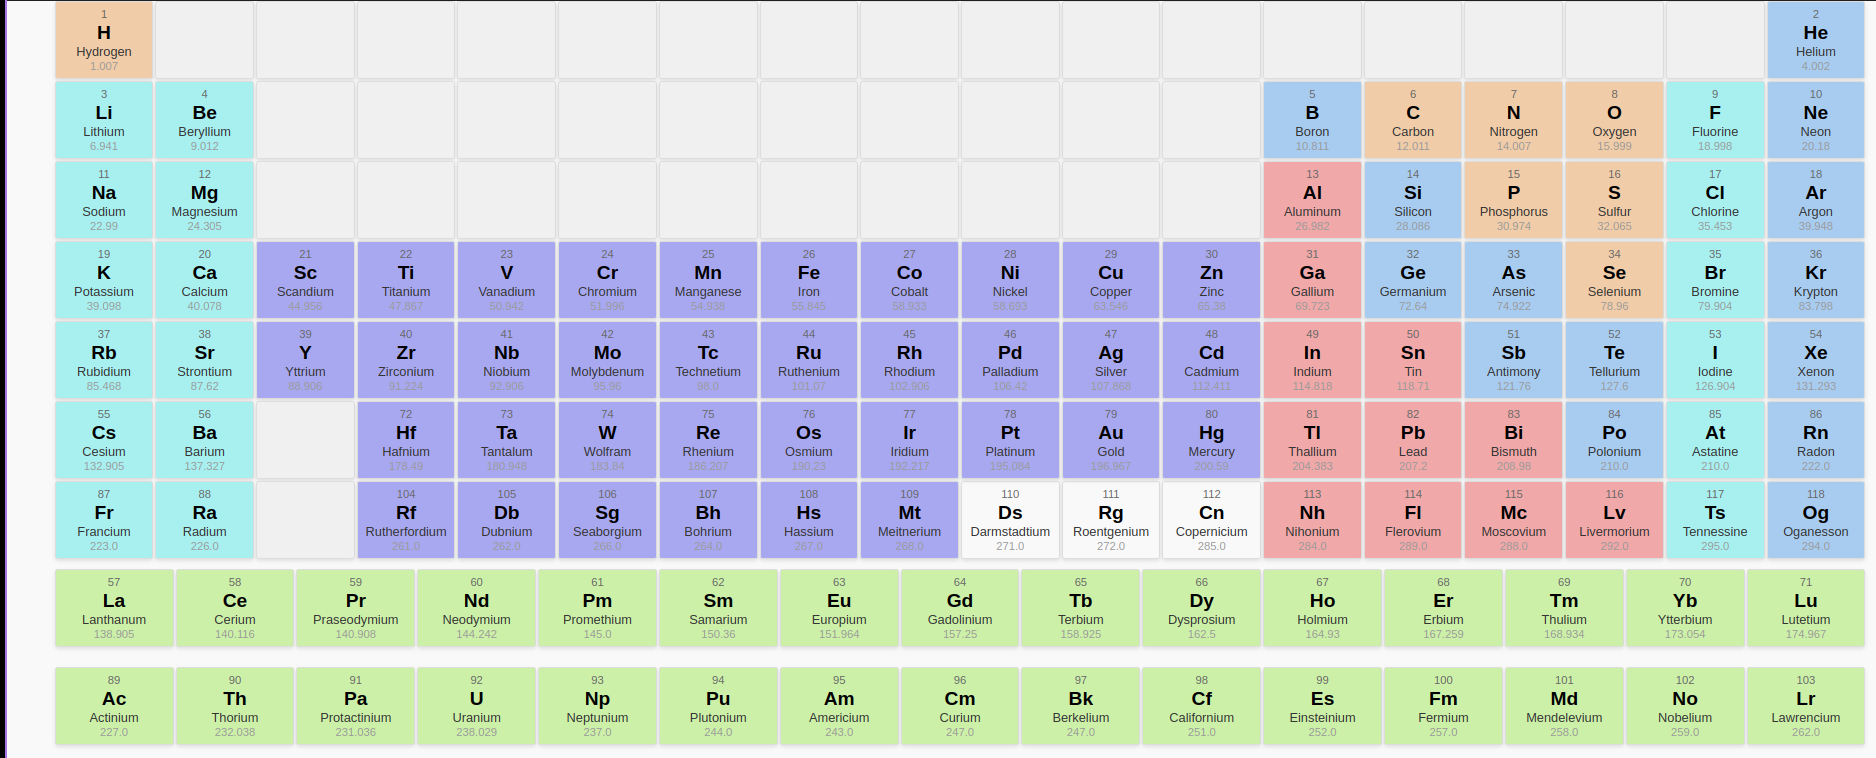 1
H
Hydrogen
1.007
2
He
Helium
4.002
3
Li
Lithium
6.941
4
Be
Beryllium
9.012
5
B
Boron
10.811
6
C
Carbon
12.011
7
N
Nitrogen
14.007
8
O
Oxygen
15.999
9
F
Fluorine
18.998
10
Ne
Neon
20.18
11
Na
Sodium
22.99
12
Mg
Magnesium
24.305
13
Al
Aluminum
26.982
14
Si
Silicon
28.086
15
P
Phosphorus
30.974
16
S
Sulfur
32.065
17
Cl
Chlorine
35.453
18
Ar
Argon
39.948
19
K
Potassium
39.098
20
Ca
Calcium
40.078
21
Sc
Scandium
44.956
22
Ti
Titanium
47.867
23
V
Vanadium
50.942
24
Cr
Chromium
51.996
25
Mn
Manganese
54.938
26
Fe
Iron
55.845
27
Co
Cobalt
58.933
28
Ni
Nickel
58.693
29
Cu
Copper
63.546
30
Zn
Zinc
65.38
31
Ga
Gallium
69.723
32
Ge
Germanium
72.64
33
As
Arsenic
74.922
34
Se
Selenium
78.96
35
Br
Bromine
79.904
36
Kr
Krypton
83.798
37
Rb
Rubidium
85.468
38
Sr
Strontium
87.62
39
Y
Yttrium
88.906
40
Zr
Zirconium
91.224
41
Nb
Niobium
92.906
42
Mo
Molybdenum
95.96
43
Tc
Technetium
98.0
44
Ru
Ruthenium
101.07
45
Rh
Rhodium
102.906
46
Pd
Palladium
106.42
47
Ag
Silver
107.868
48
Cd
Cadmium
112.411
49
In
Indium
114.818
50
Sn
Tin
118.71
51
Sb
Antimony
121.76
52
Te
Tellurium
127.6
53
I
Iodine
126.904
54
Xe
Xenon
131.293
55
Cs
Cesium
132.905
56
Ba
Barium
137.327
72
Hf
Hafnium
178.49
73
Ta
Tantalum
180.948
74
W
Wolfram
183.84
75
Re
Rhenium
186.207
76
Os
Osmium
190.23
77
Ir
Iridium
192.217
78
Pt
Platinum
195.084
79
Au
Gold
196.967
80
Hg
Mercury
200.59
81
Tl
Thallium
204.383
82
Pb
Lead
207.2
83
Bi
Bismuth
208.98
84
Po
Polonium
210.0
85
At
Astatine
210.0
86
Rn
Radon
222.0
87
Fr
Francium
223.0
88
Ra
Radium
226.0
104
Rf
Rutherfordium
261.0
105
Db
Dubnium
262.0
106
Sg
Seaborgium
266.0
107
Bh
Bohrium
264.0
108
Hs
Hassium
267.0
109
Mt
Meitnerium
268.0
110
Ds
Darmstadtium
271.0
111
Rg
Roentgenium
272.0
112
Cn
Copernicium
285.0
113
Nh
Nihonium
284.0
114
Fl
Flerovium
289.0
115
Mc
Moscovium
288.0
116
Lv
Livermorium
292.0
117
Ts
Tennessine
295.0
118
Og
Oganesson
294.0
57
La
Lanthanum
138.905
58
Ce
Cerium
140.116
59
Pr
Praseodymium
140.908
60
Nd
Neodymium
144.242
61
Pm
Promethium
145.0
62
Sm
Samarium
150.36
63
Eu
Europium
151.964
64
Gd
Gadolinium
157.25
65
Tb
Terbium
158.925
66
Dy
Dysprosium
162.5
67
Ho
Holmium
164.93
68
Er
Erbium
167.259
69
Tm
Thulium
168.934
70
Yb
Ytterbium
173.054
71
Lu
Lutetium
174.967
89
Ac
Actinium
227.0
90
Th
Thorium
232.038
91
Pa
Protactinium
231.036
92
U
Uranium
238.029
93
Np
Neptunium
237.0
94
Pu
Plutonium
244.0
95
Am
Americium
243.0
96
Cm
Curium
247.0
97
Bk
Berkelium
247.0
98
Cf
Californium
251.0
99
Es
Einsteinium
252.0
100
Fm
Fermium
257.0
101
Md
Mendelevium
258.0
102
No
Nobelium
259.0
103
Lr
Lawrencium
262.0